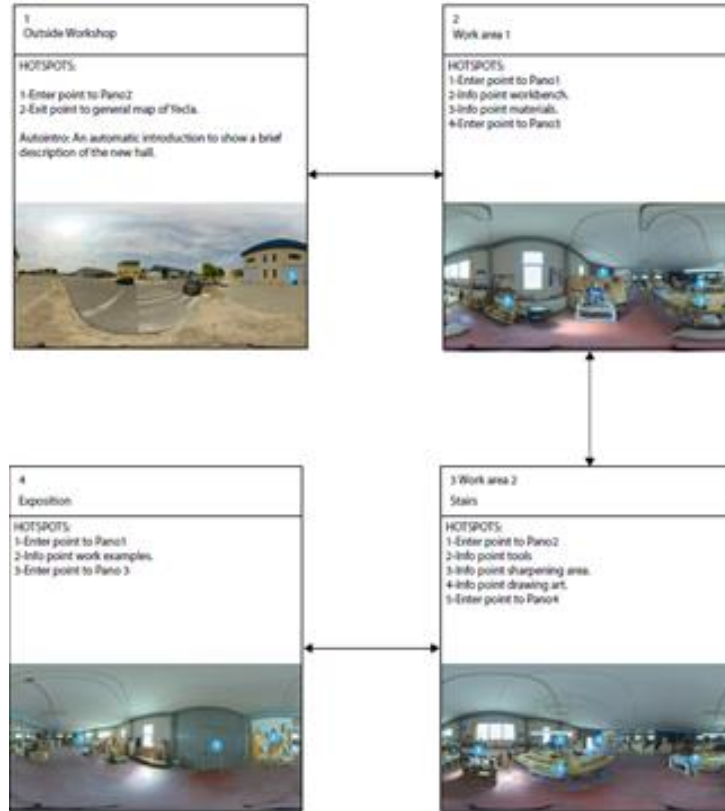 1
Outside Workshop
HOTSPOTS:
1-Enter point to Pano2
2-Exit point to general map of Yecla.
Autointro: An automatic introduction to show a brief
description of the new hall.
2
Work area 1
HOTSPOTS:
1-Enter point to Pano1
2-Info point workbench.
3-Info point materials.
4-Enter point to Pano3
4
Exposition
HOTSPOTS:
1-Enter point to Pano1
2-Info point work examples.
3-Enter point to Pano 3
3 Work area 2
Stairs
HOTSPOTS:
1-Enter point to Pano2
2-Info point tools
3-Info point sharpening area.
4-Info point drawing art.
5-Enter point to Pano4